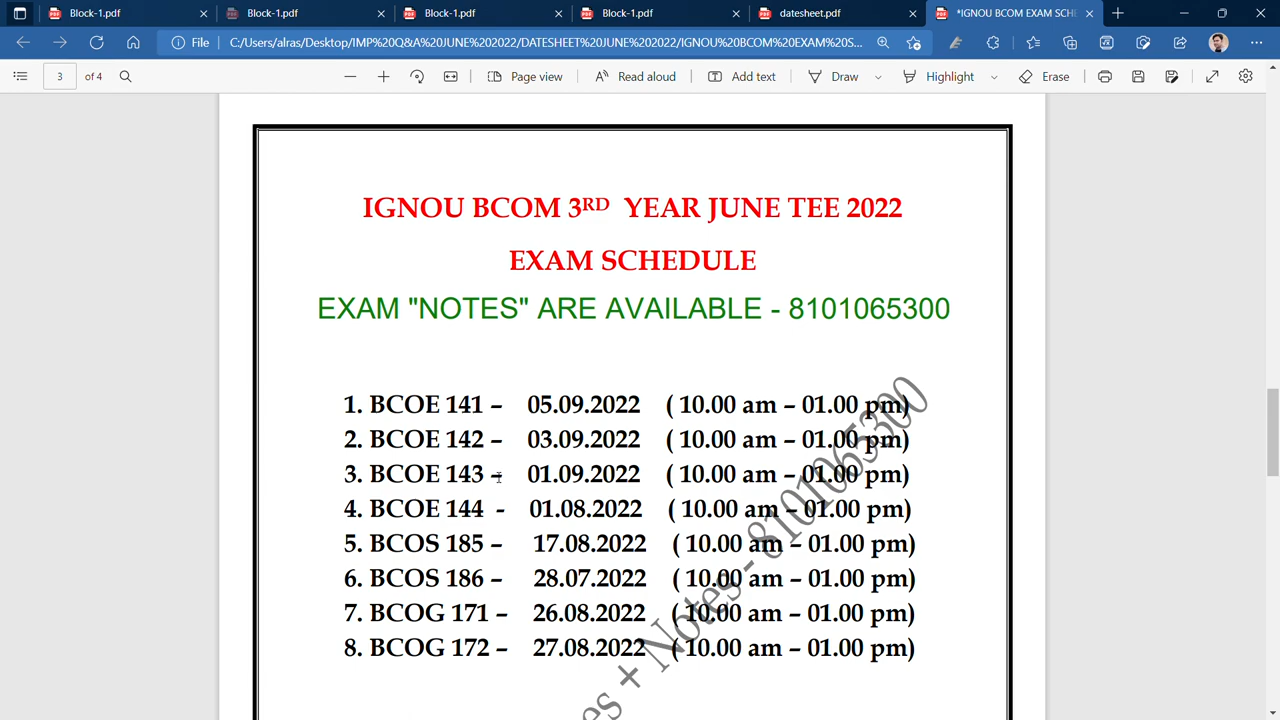 Block-1.pdf
Block-1.pdf
Block-1.pdf
Block-1.pdf
datesheet.pdf
*IGNOU BCOM EXAM SCH
File
C:/Users/alras/Desktop/IMP%20Q&A%20JUNE%202022/DATESHEET%20JUNE%202022/IGNOU%20BCOM%20EXAM%20S...
3 of 4
Page view
Read aloud
Add text
Draw
Highlight
Erase
IGNOU BCOM 3RD YEAR JUNE TEE 2022
EXAM SCHEDULE
EXAM "NOTES" ARE AVAILABLE - 8101065300
1. BCOE 141 – 05.09.2022 ( 10.00 am – 01.00 pm)
2. BCOE 142 – 03.09.2022 ( 10.00 am – 01.00 pm)
3. BCOE 143 – 01.09.2022 ( 10.00 am – 01.00 pm)
4. BCOE 144 - 01.08.2022 ( 10.00 am – 01.00 pm)
5. BCOS 185 – 17.08.2022 ( 10.00 am – 01.00 pm)
6. BCOS 186 – 28.07.2022 ( 10.00 am – 01.00 pm)
7. BCOG 171 – 26.08.2022 ( 10.00 am – 01.00 pm)
8. BCOG 172 – 27.08.2022 ( 10.00 am – 01.00 pm)
+ Notes - 8101065300